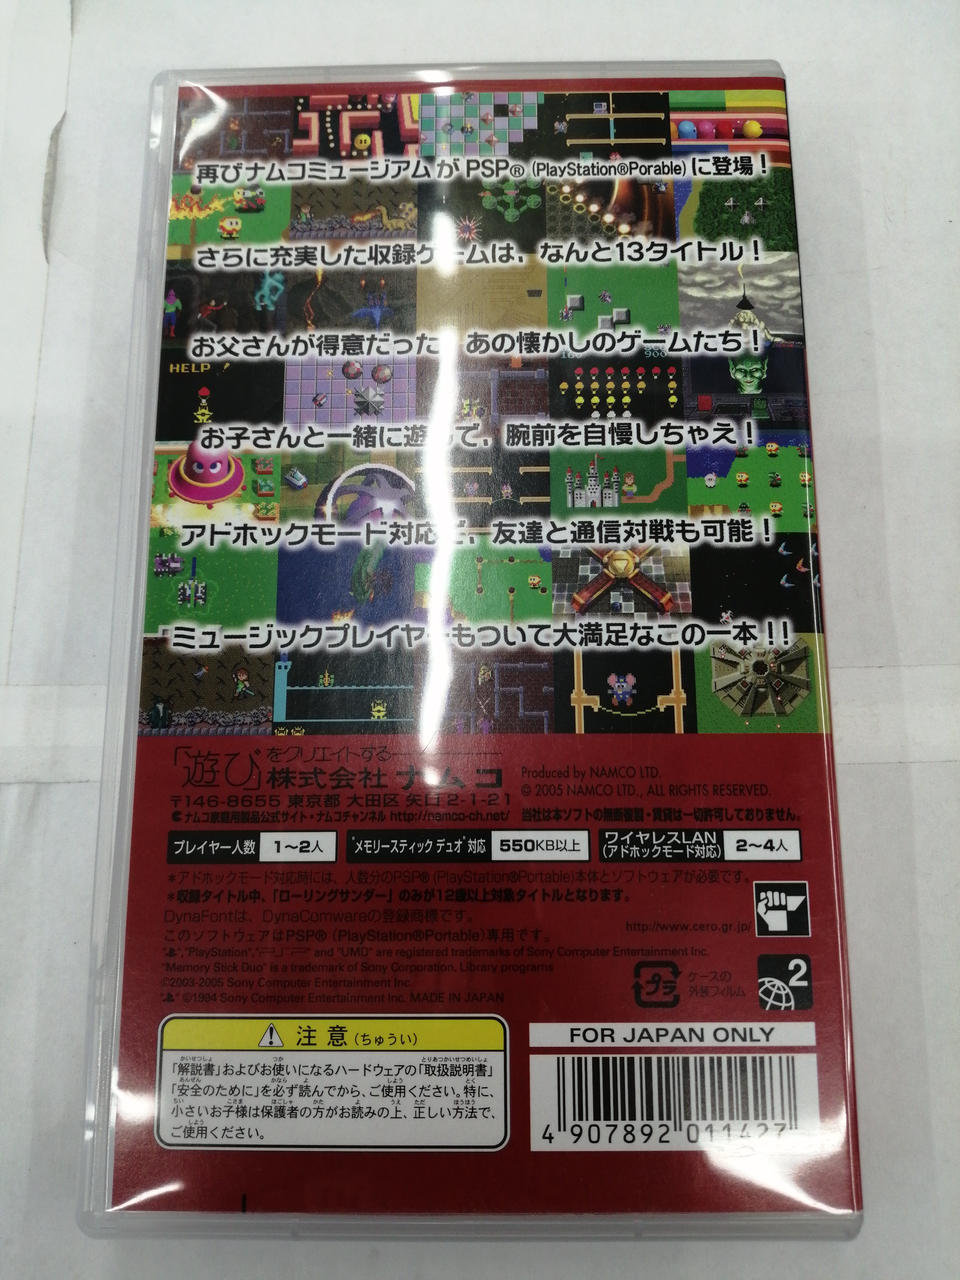 再びナムコミュージアムが PSP® (PlayStation®Porable) に登場！
さらに充実した収録ゲームは、なんと13タイトル！
お父さんが得意だった あの懐かしのゲームたち！
HELP !
900
お子さんと一緒に遊 て、腕前を自慢しちゃえ！
アドホックモード対応で、友達と通信対戦も可能！
ミュージックプレイヤーもついて大満足なこの一本！！
「遊び」をクリエイトする
株式会社ナムコ
〒146-8655 東京都 大田区 矢口 2-1-21
ナムコ家庭用製品公式サイト・ナムコチャンネル http://namco-ch.net/
Produced by NAMCO LTD.
© 2005 NAMCO LTD., ALL RIGHTS RESERVED.
当社は本ソフトの無断複製・賃貸は一切許可しておりません。
プレイヤー人数 1〜2人
"メモリースティック デュオ"対応 550KB以上
ワイヤレスLAN (アドホックモード対応) 2〜4人
*アドホックモード対応時には、人数分のPSP® (PlayStation®Portable)本体とソフトウェアが必要です。
*収録タイトル中、「ローリングサンダー」のみが12歳以上対象タイトルとなります。
DynaFontは、DynaComwareの登録商標です。
このソフトウェアはPSP® (PlayStation®Portable)専用です。
http://www.cero.gr.jp/
"PlayStation", "PSP" and "UMD" are registered trademarks of Sony Computer Entertainment Inc.
"Memory Stick Duo" is a trademark of Sony Corporation. Library programs
©2003-2005 Sony Computer Entertainment Inc.
©1994 Sony Computer Entertainment Inc. MADE IN JAPAN
プラ
ケースの
外装フィルム
2
注意(ちゅうい)
「解説書」およびお使いになるハードウェアの「取扱説明書」
「安全のために」を必ず読んでから、ご使用ください。特に、
小さいお子様は保護者の方がお読みの上、正しい方法で、
ご使用ください。
FOR JAPAN ONLY
4 907892 011427